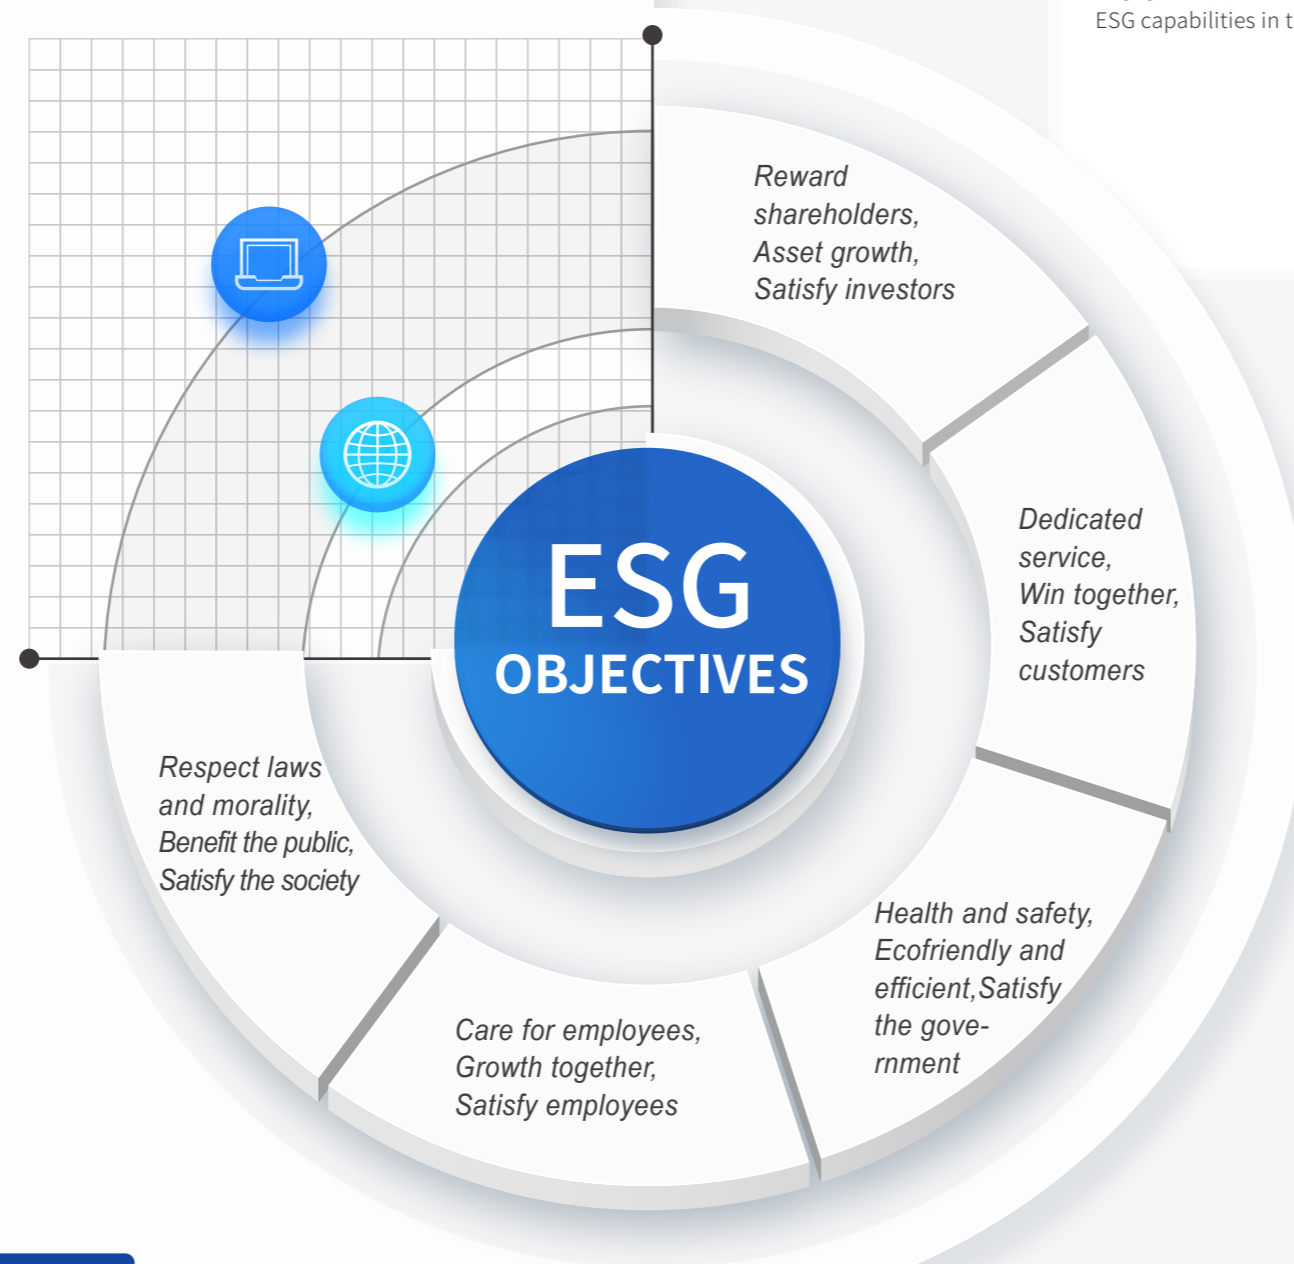 ESG capabilities in t
Reward
shareholders,
Asset growth,
Satisfy investors
Dedicated
service,
Win together,
Satisfy
customers
ESG
OBJECTIVES
Respect laws
and morality,
Benefit the public,
Satisfy the society
Health and safety,
Ecofriendly and
efficient,Satisfy
the gove-
rnment
Care for employees,
Growth together,
Satisfy employees